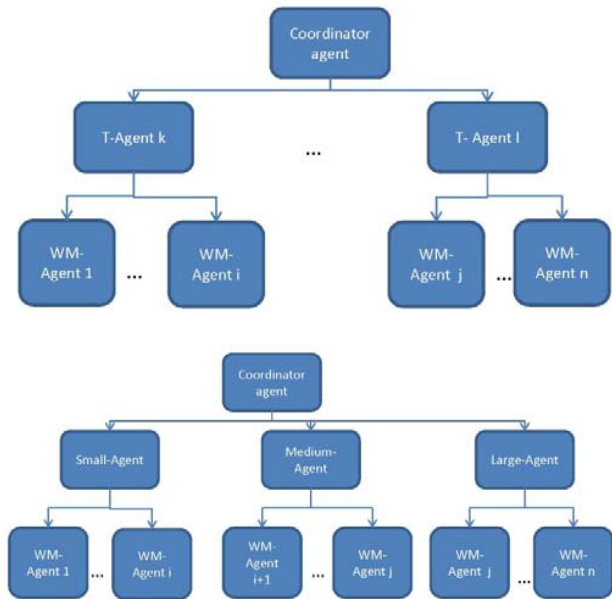 Coordinator
agent
T-Agent k
...
T- Agent l
WM-
Agent 1
...
WM-
Agent i
WM-
Agent j
...
WM-
Agent n
Coordinator
agent
Small-Agent
Medium-
Agent
Large-Agent
WM-
Agent 1
...
WM-
Agent i
WM-
Agent
i+1
...
WM-
Agent j
WM-
Agent j
...
WM-
Agent n